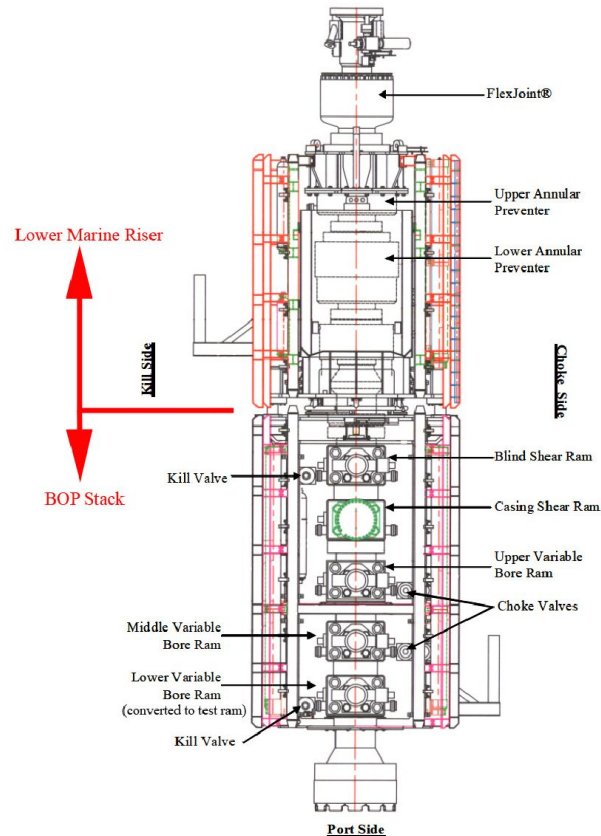 FlexJoint®
Upper Annular
Preventer
Lower Marine Riser
Lower Annular
Preventer
Kill Side
Choke Side
Blind Shear Ram
Kill Valve
BOP Stack
Casing Shear Ram
Upper Variable
Bore Ram
Choke Valves
Middle Variable
Bore Ram
Lower Variable
Bore Ram
(converted to test ram)
Kill Valve
Port Side